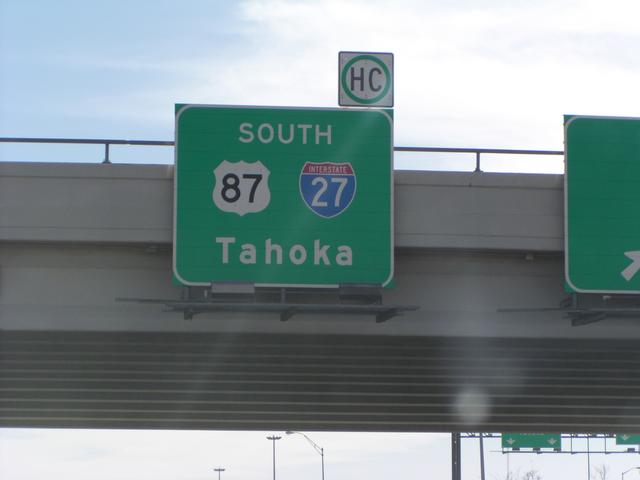 HC
SOUTH
87 INTERSTATE 27
Tahoka